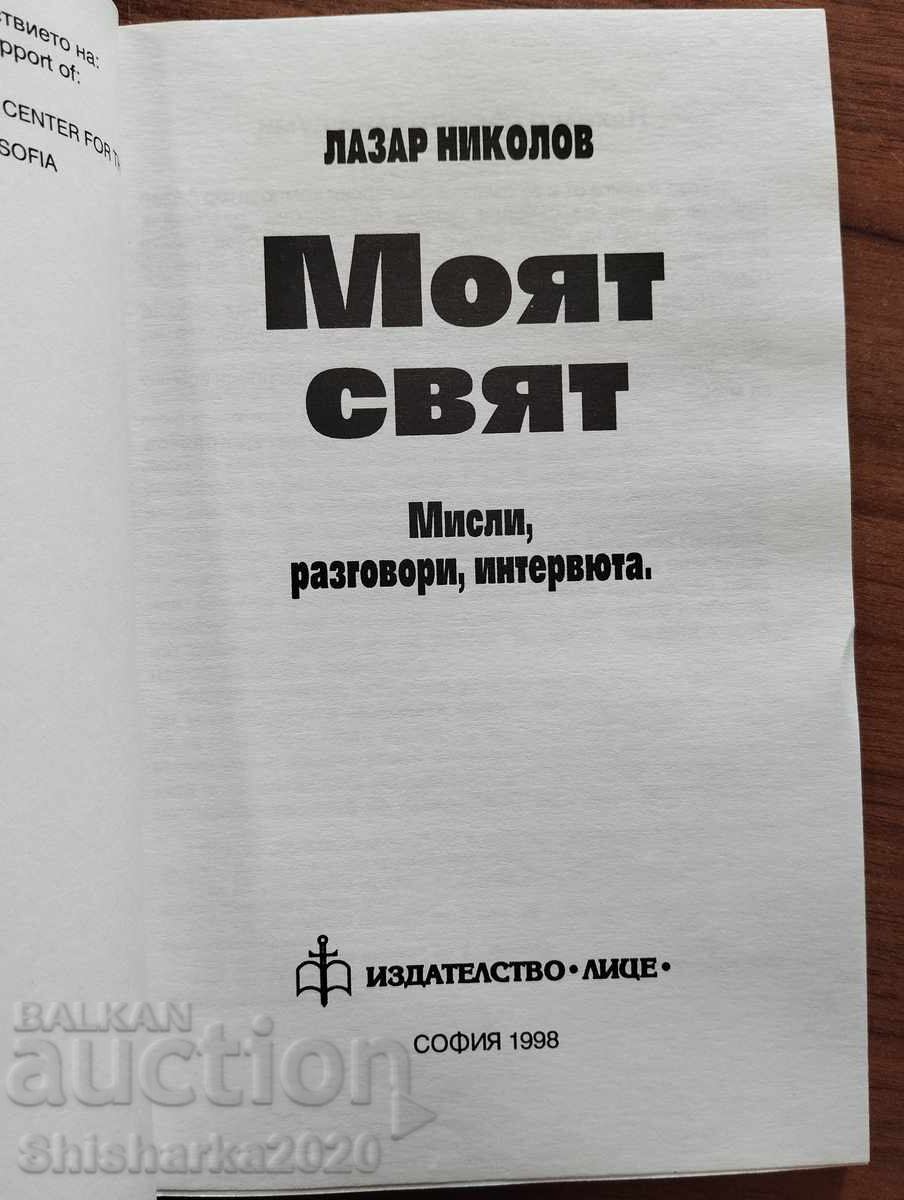 ствието на:
pport of:
CENTER FOR
SOFIA
ЛАЗАР НИКОЛОВ
Моят
свят
Мисли,
разговори, интервюта.
ИЗДАТЕЛСТВО • ЛИЦЕ •
СОФИЯ 1998
BALKAN
auction
Shisharka2020